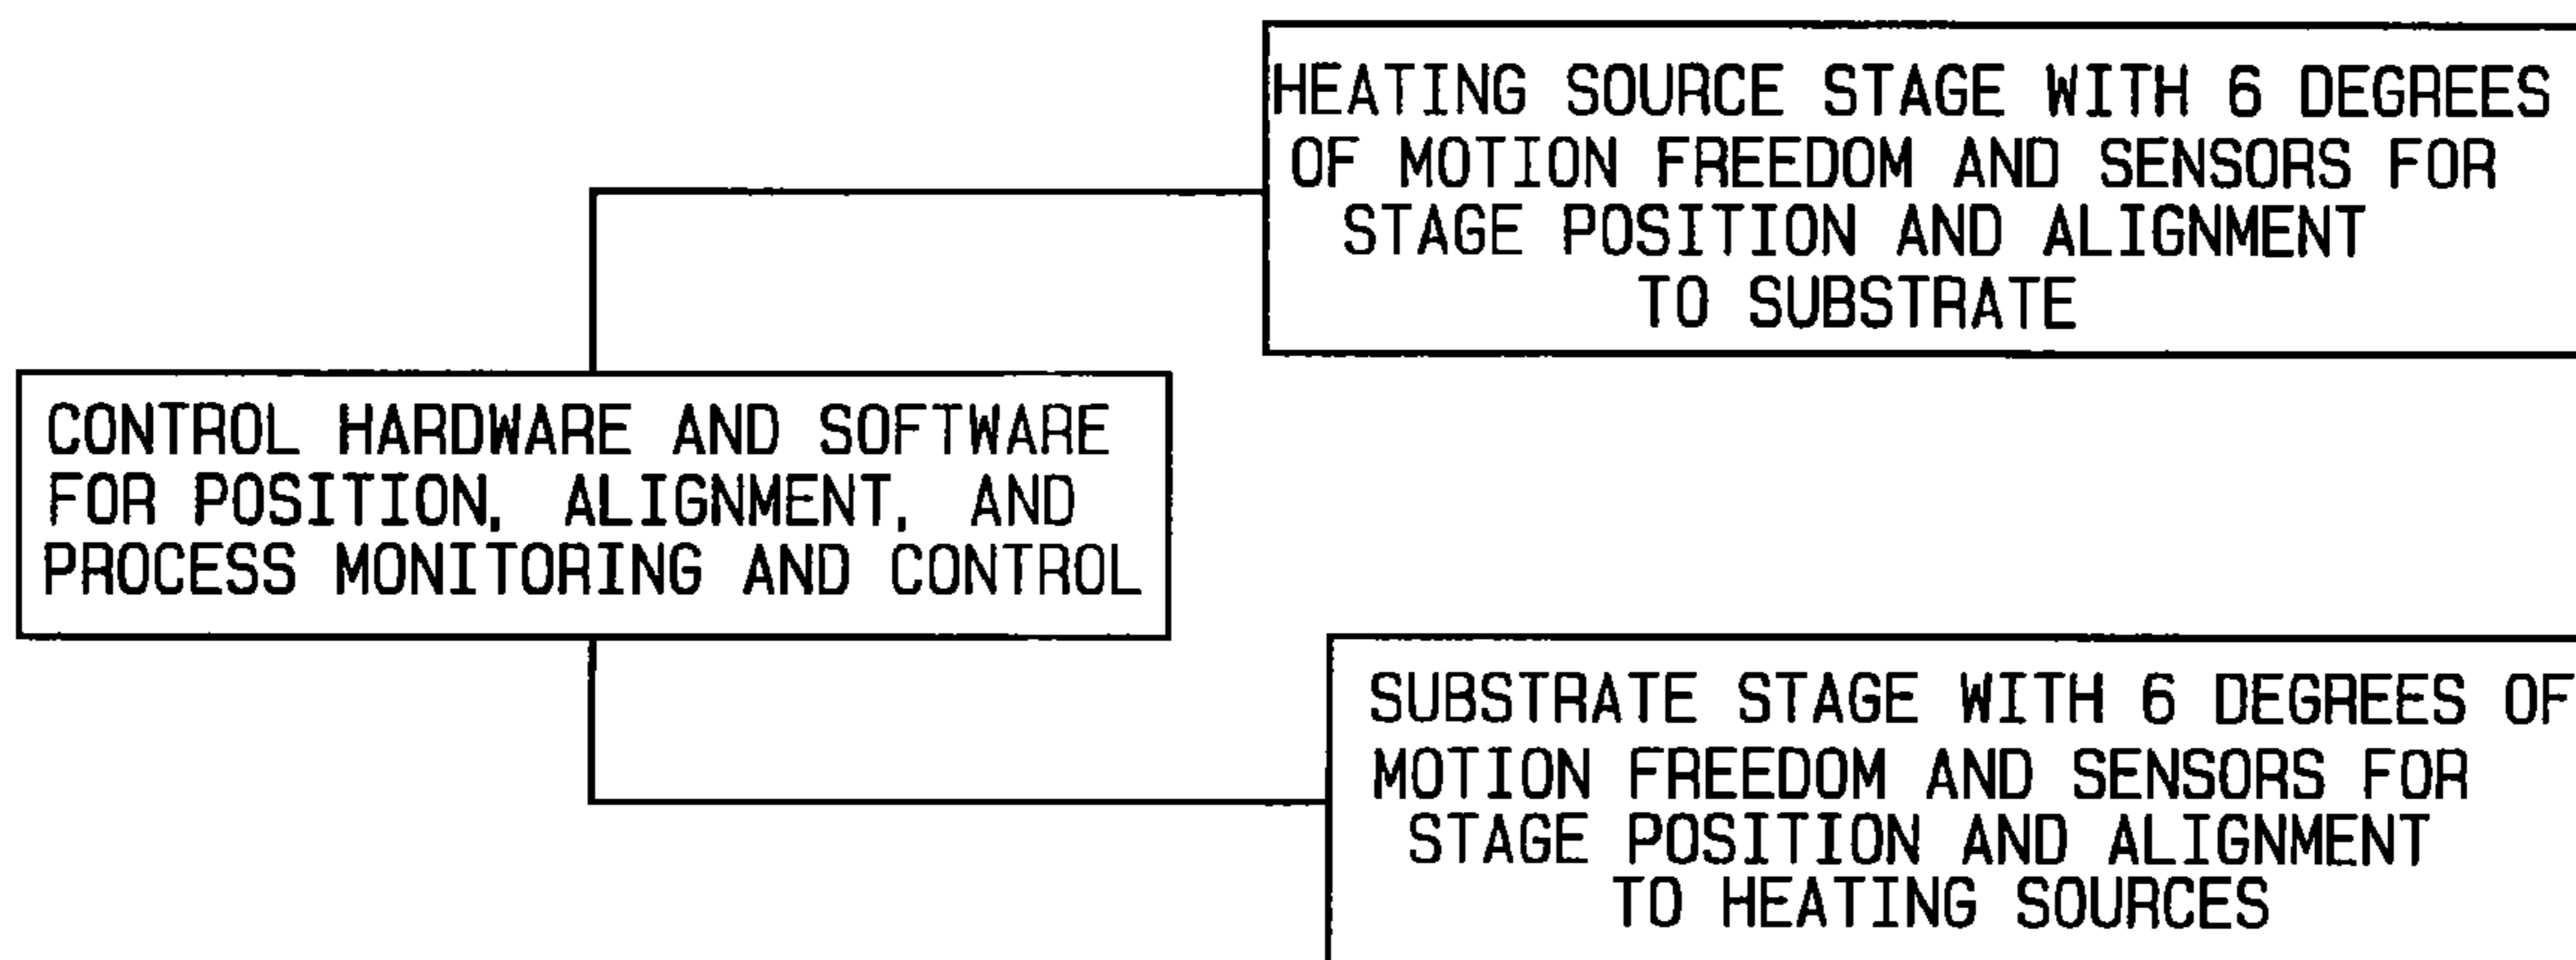 HEATING SOURCE STAGE WITH 6 DEGREES
OF MOTION FREEDOM AND SENSORS FOR
STAGE POSITION AND ALIGNMENT
TO SUBSTRATE
CONTROL HARDWARE AND SOFTWARE
FOR POSITION, ALIGNMENT, AND
PROCESS MONITORING AND CONTROL
SUBSTRATE STAGE WITH 6 DEGREES OF
MOTION FREEDOM AND SENSORS FOR
STAGE POSITION AND ALIGNMENT
TO HEATING SOURCES